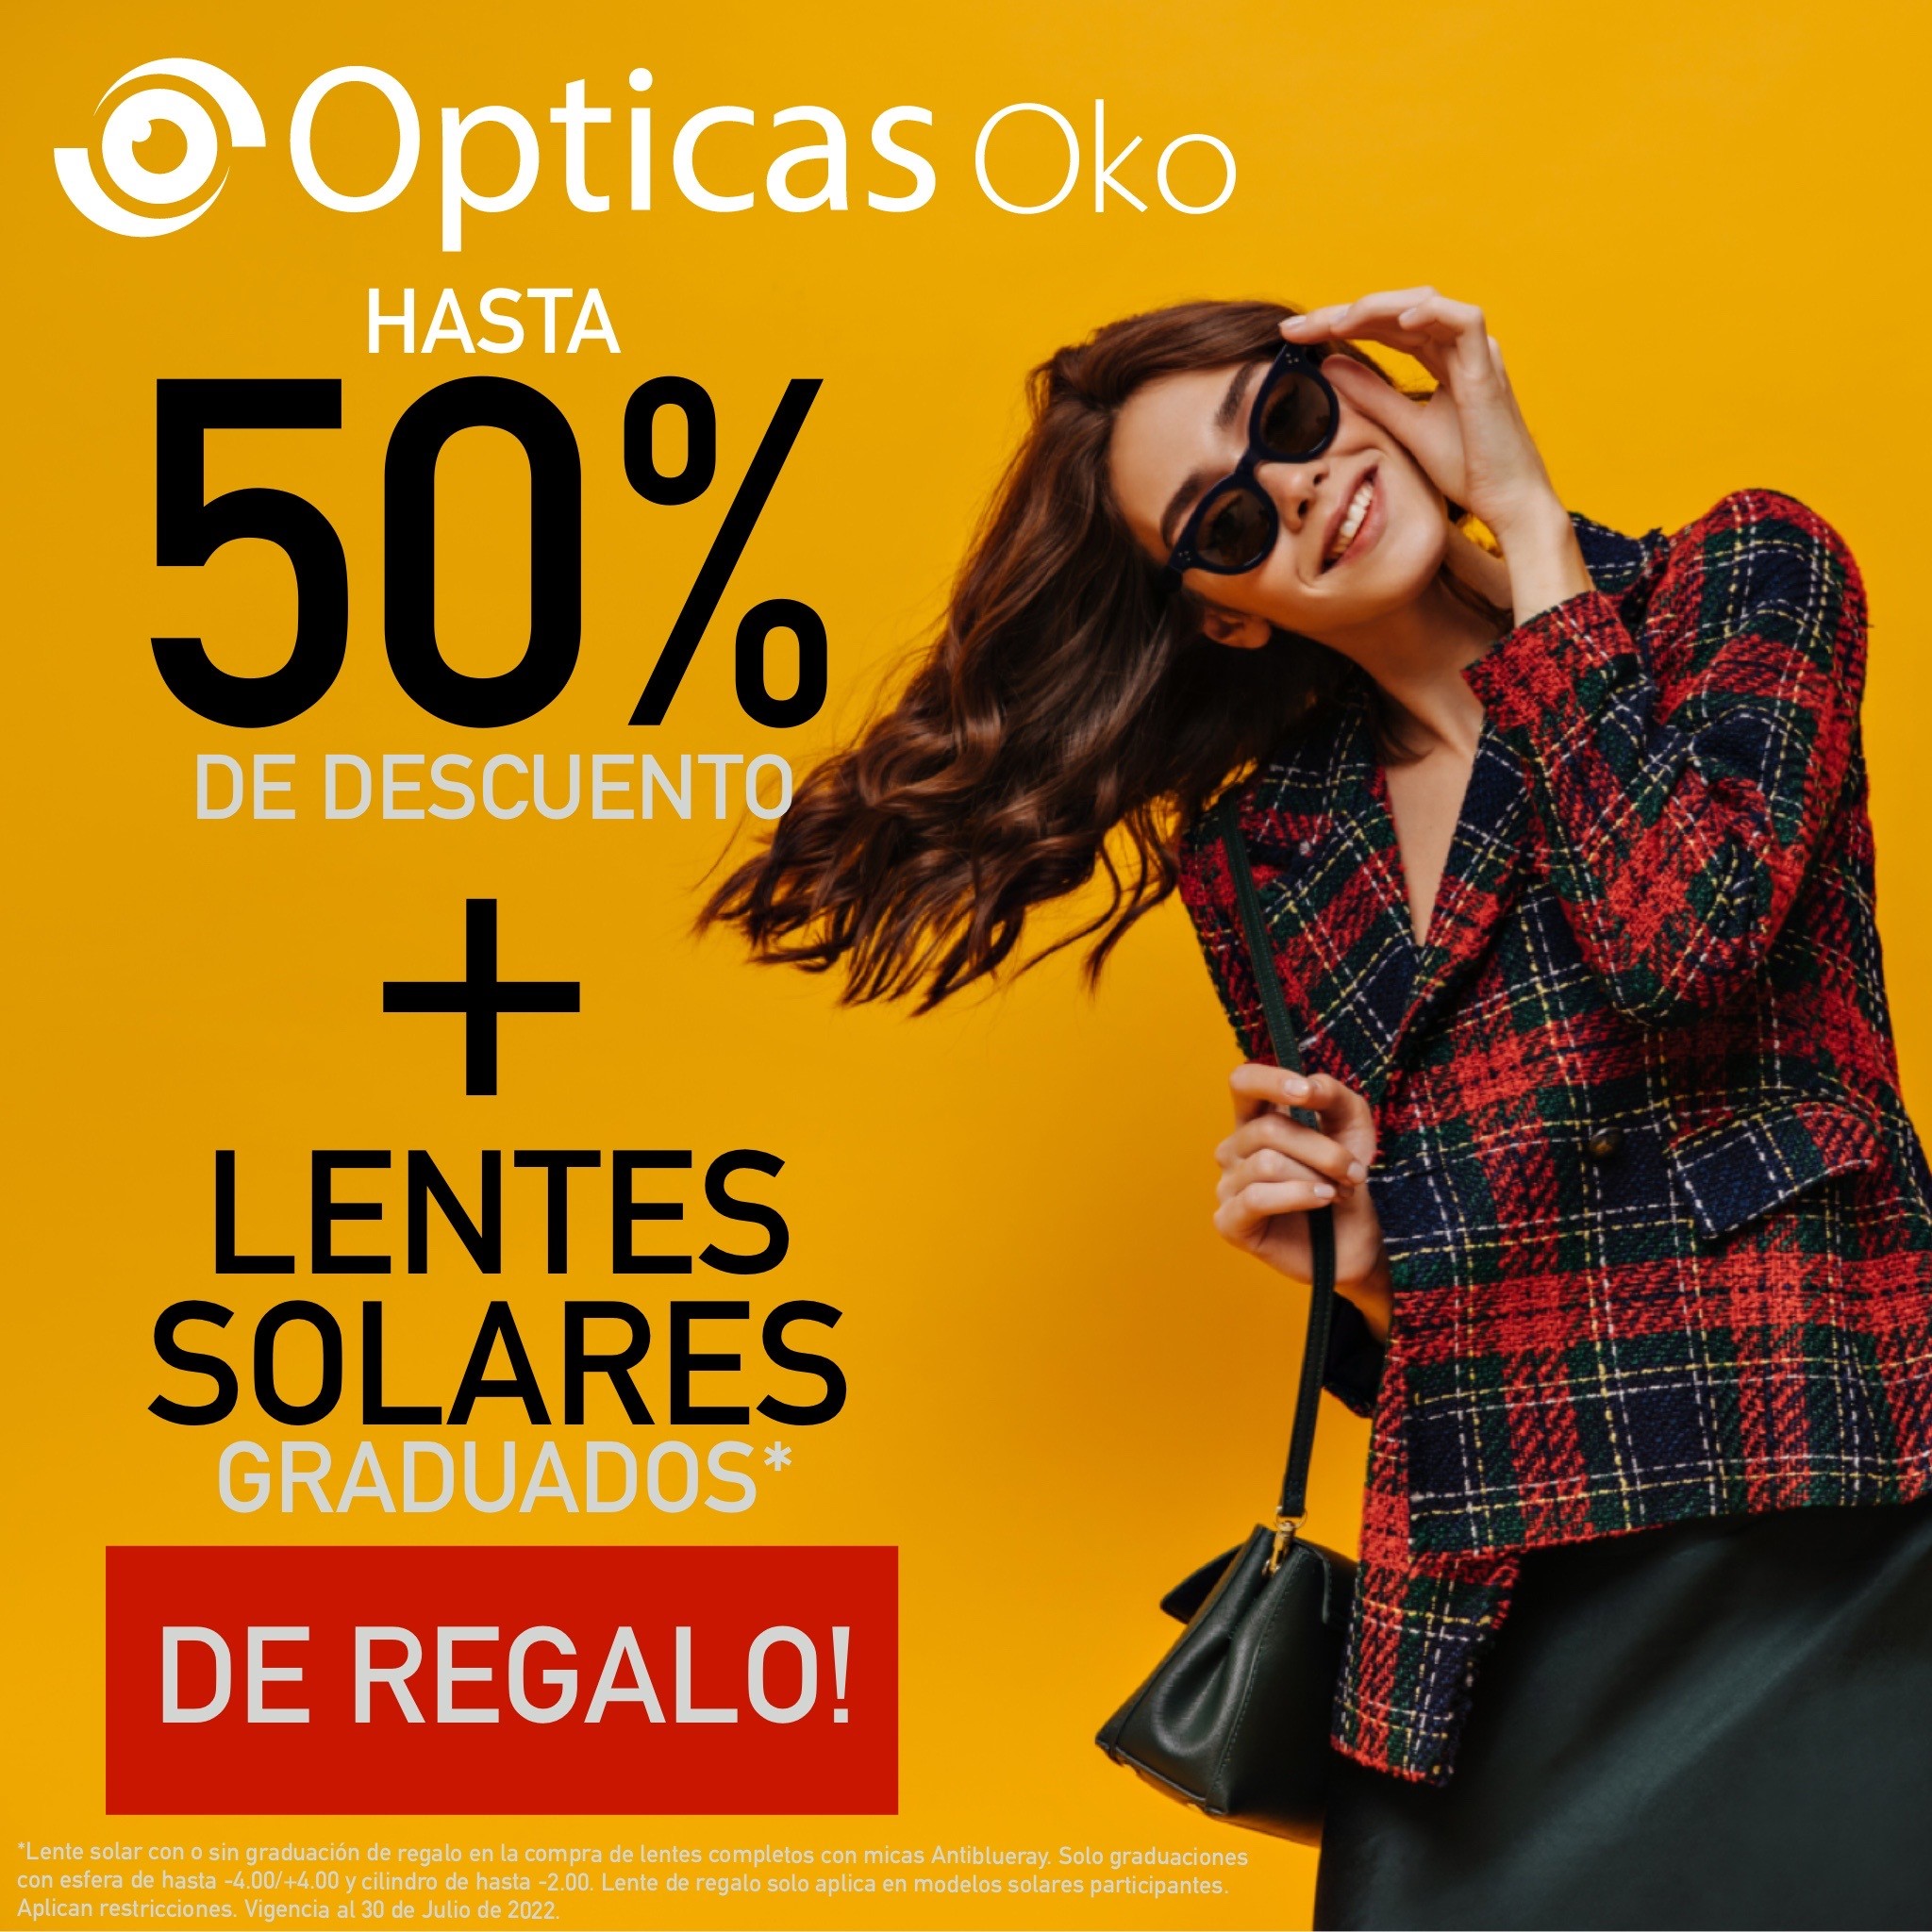 Opticas Oko
HASTA
50%
DE DESCUENTO
+
LENTES
SOLARES
GRADUADOS*
DE REGALO!
*Lente solar con o sin graduación de regalo en la compra de lentes completos con micas Antiblueray. Solo graduaciones
con esfera de hasta -4.00/+4.00 y cilindro de hasta -2.00. Lente de regalo solo aplica en modelos solares participantes.
Aplican restricciones. Vigencia al 30 de Julio de 2022.